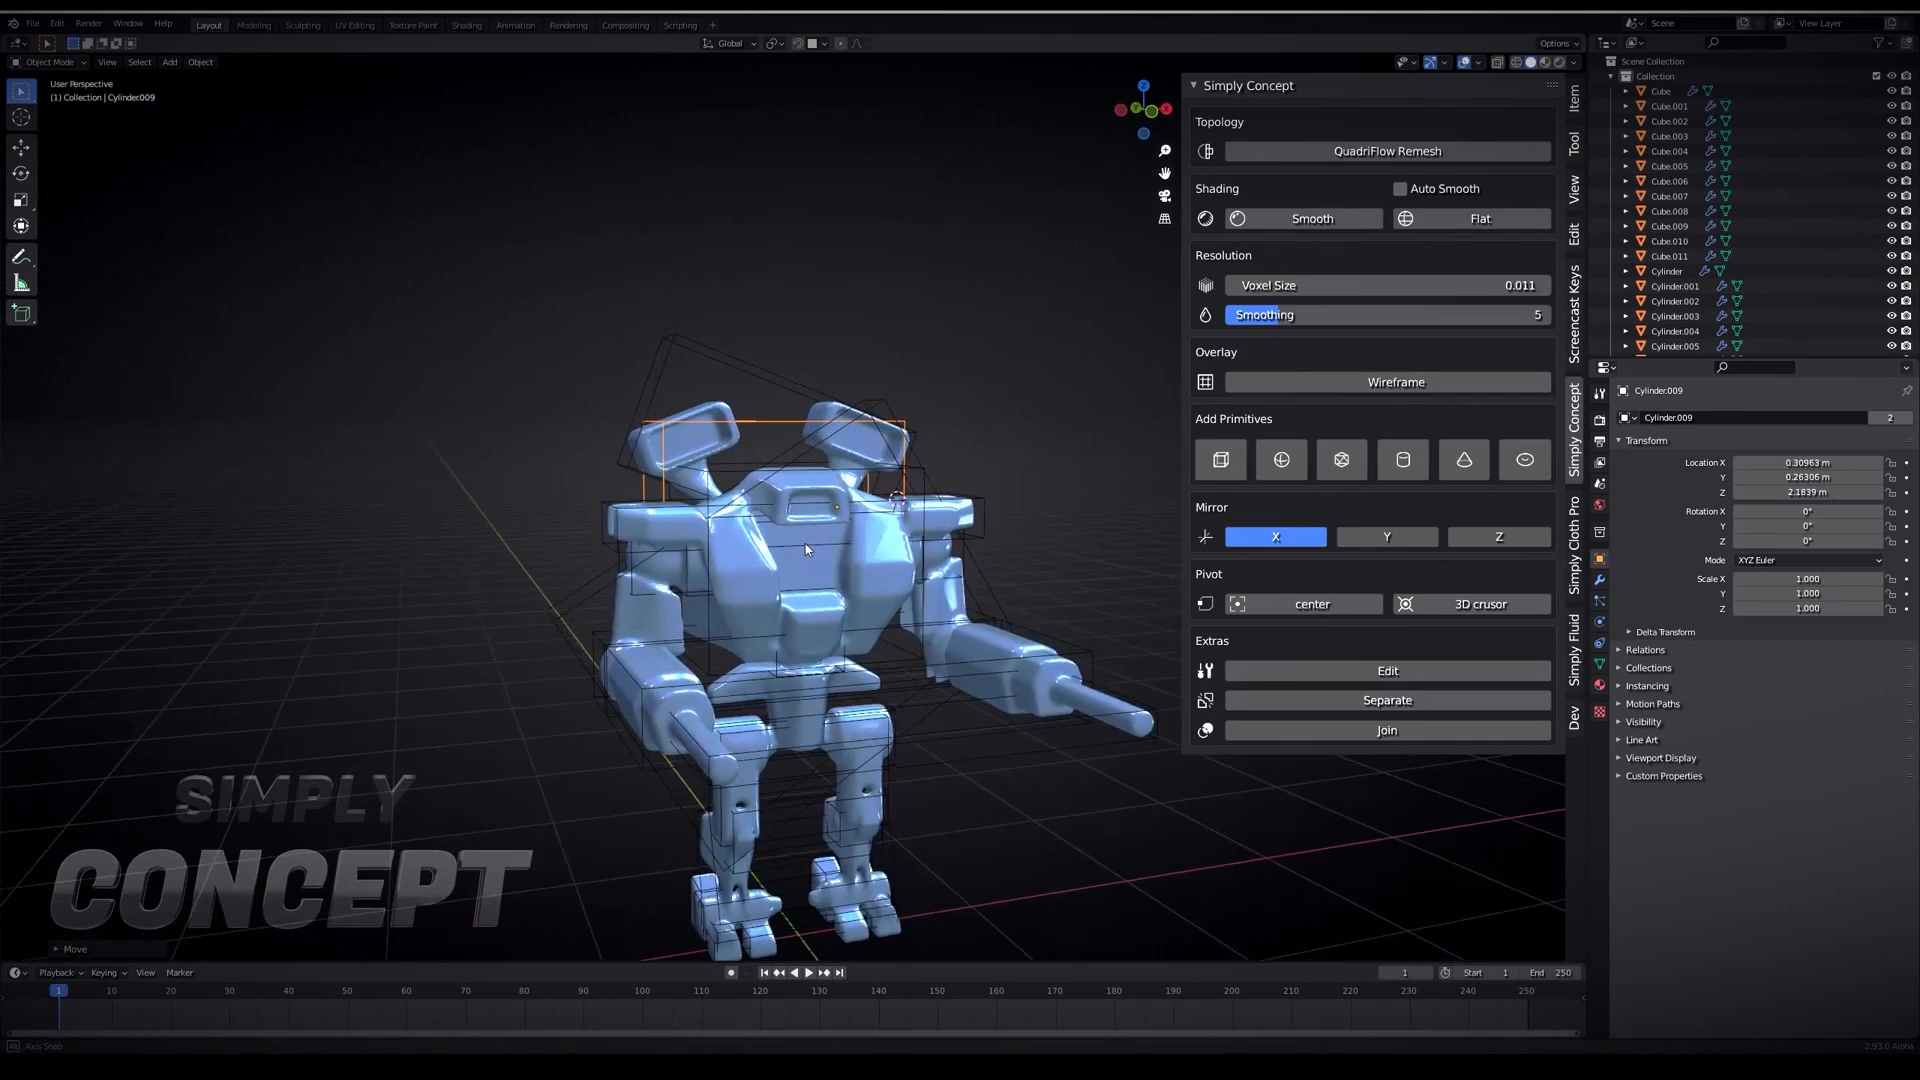 File Edit Render Window Help Layout Modeling Sculpting UV Editing Texture Paint Shading Animation Rendering Compositing Scripting + Scene View Layer
Global Options
Object Mode View Select Add Object
User Perspective
(1) Collection | Cylinder.009
Z
X
Y
Simply Concept
Topology
QuadriFlow Remesh
Shading Auto Smooth
Smooth Flat
Resolution
Voxel Size 0.011
Smoothing 5
Overlay
Wireframe
Add Primitives
Mirror
X Y Z
Pivot
center 3D crusor
Extras
Edit
Separate
Join
Item
Tool
View
Edit
Screencast Keys
Simply Concept
Simply Cloth Pro
Simply Fluid
Dev
Scene Collection
Collection
Cube
Cube.001
Cube.002
Cube.003
Cube.004
Cube.005
Cube.006
Cube.007
Cube.008
Cube.009
Cube.010
Cube.011
Cylinder
Cylinder.001
Cylinder.002
Cylinder.003
Cylinder.004
Cylinder.005
Cylinder.009
Cylinder.009 2
Transform
Location X 0.30963 m
Y 0.26306 m
Z 2.1839 m
Rotation X 0°
Y 0°
Z 0°
Mode XYZ Euler
Scale X 1.000
Y 1.000
Z 1.000
Delta Transform
Relations
Collections
Instancing
Motion Paths
Visibility
Line Art
Viewport Display
Custom Properties
SIMPLY
CONCEPT
Move
Playback Keying View Marker 1 Start 1 End 250
1 10 20 30 40 50 60 70 80 90 100 110 120 130 140 150 160 170 180 190 200 210 220 230 240 250
Alt Axis Snap 2.93.0 Alpha